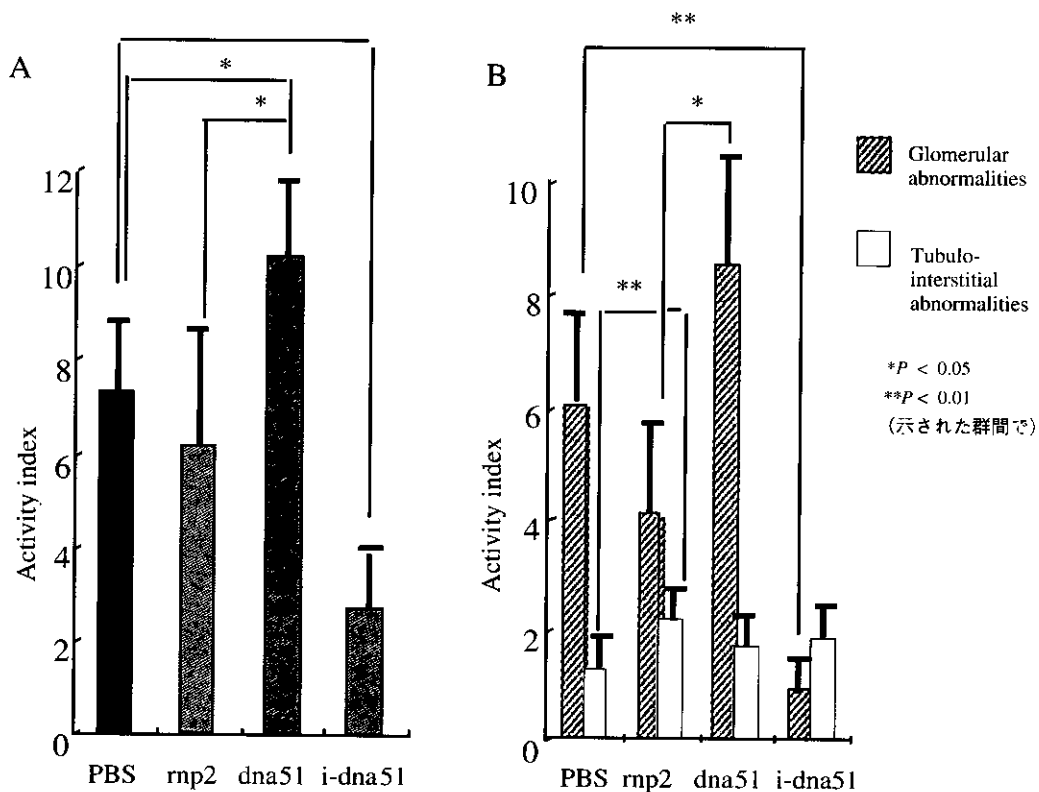 A
*
*
12
10
8
6
4
2
0
Activity index
PBS
rnp2
dna51
i-dna51
B
**
*
**
10
8
6
4
2
0
Activity index
PBS
rnp2
dna51
i-dna51
Glomerular
abnormalities
Tubulo-
interstitial
abnormalities
*P < 0.05
**P < 0.01
(示された群間で)